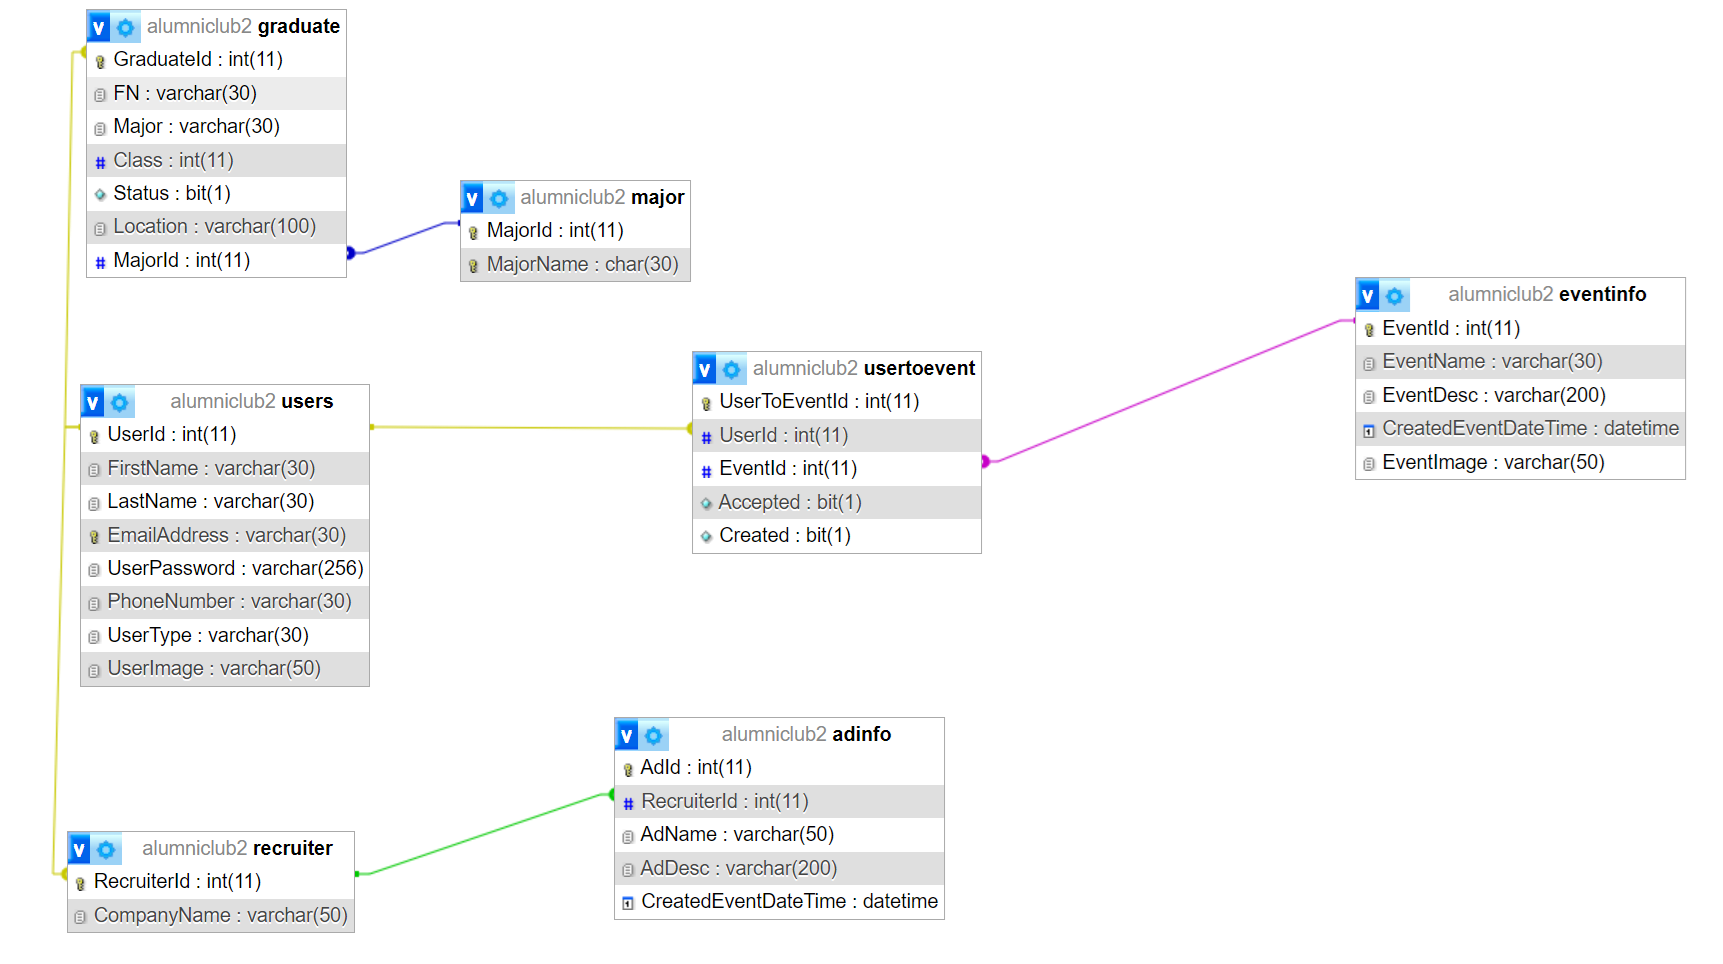 v alumniclub2 graduate
GraduateId : int(11)
FN : varchar(30)
Major : varchar(30)
# Class : int(11)
Status : bit(1)
Location : varchar(100)
# MajorId : int(11)
v alumniclub2 major
MajorId : int(11)
MajorName : char(30)
v alumniclub2 eventinfo
EventId : int(11)
EventName : varchar(30)
EventDesc : varchar(200)
1 CreatedEventDateTime : datetime
EventImage : varchar(50)
v alumniclub2 usertoevent
UserToEventId : int(11)
# UserId : int(11)
# EventId : int(11)
Accepted : bit(1)
Created : bit(1)
v alumniclub2 users
UserId : int(11)
FirstName : varchar(30)
LastName : varchar(30)
EmailAddress : varchar(30)
UserPassword : varchar(256)
PhoneNumber : varchar(30)
UserType : varchar(30)
UserImage : varchar(50)
v alumniclub2 adinfo
AdId : int(11)
# RecruiterId : int(11)
AdName : varchar(50)
AdDesc : varchar(200)
1 CreatedEventDateTime : datetime
v alumniclub2 recruiter
RecruiterId : int(11)
CompanyName : varchar(50)